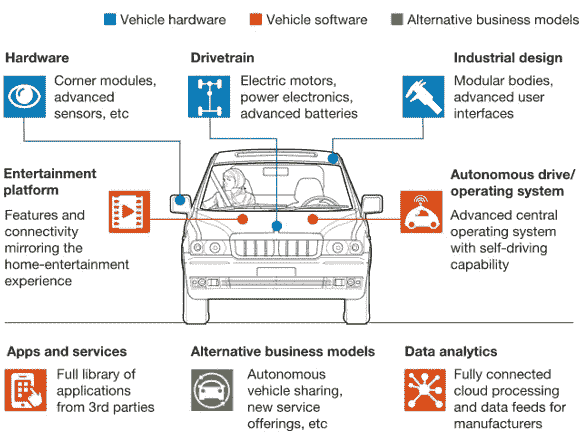 Vehicle hardware
Vehicle software
Alternative business models
Hardware
Corner modules,
advanced
sensors, etc
Drivetrain
Electric motors,
power electronics,
advanced batteries
Industrial design
Modular bodies,
advanced user
interfaces
Entertainment
platform
Features and
connectivity
mirroring the
home-entertainment
experience
Autonomous drive/
operating system
Advanced central
operating system
with self-driving
capability
Apps and services
Full library of
applications
from 3rd parties
Alternative business models
Autonomous
vehicle sharing,
new service
offerings, etc
Data analytics
Fully connected
cloud processing
and data feeds for
manufacturers